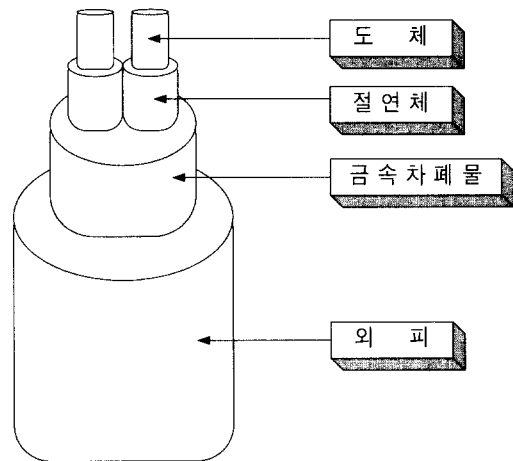 도 체
절 연 체
금 속 차 폐 물
외 피